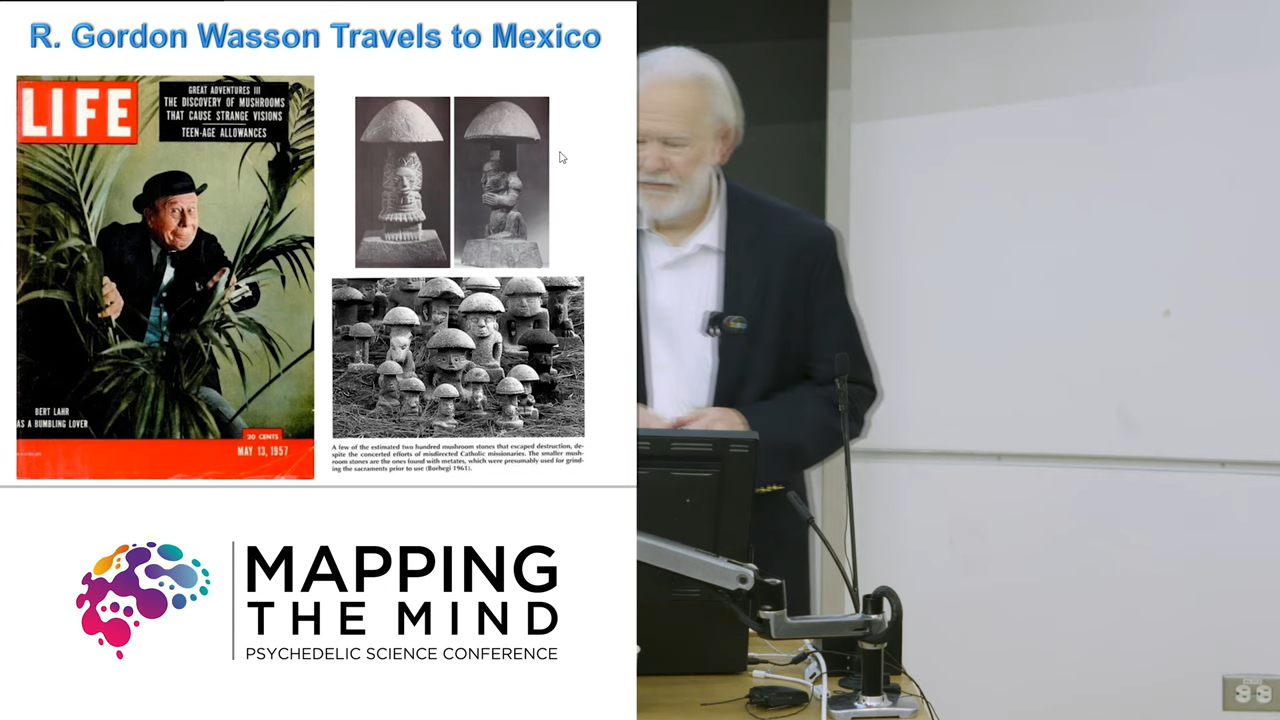 R. Gordon Wasson Travels to Mexico
LIFE
GREAT ADVENTURES III
THE DISCOVERY OF MUSHROOMS
THAT CAUSE STRANGE VISIONS
TEEN-AGE ALLOWANCES
BERT LAHR
AS A BUMBLING LOVER
20 CENTS
MAY 13, 1957
A few of the estimated two hundred mushroom stones that escaped destruction, de-
spite the concerted efforts of misdirected Catholic missionaries. The smaller mush-
room stones are the ones found with metates, which were presumably used for grind-
ing the sacraments prior to use (Borhegi 1961).
MAPPING
THE MIND
PSYCHEDELIC SCIENCE CONFERENCE